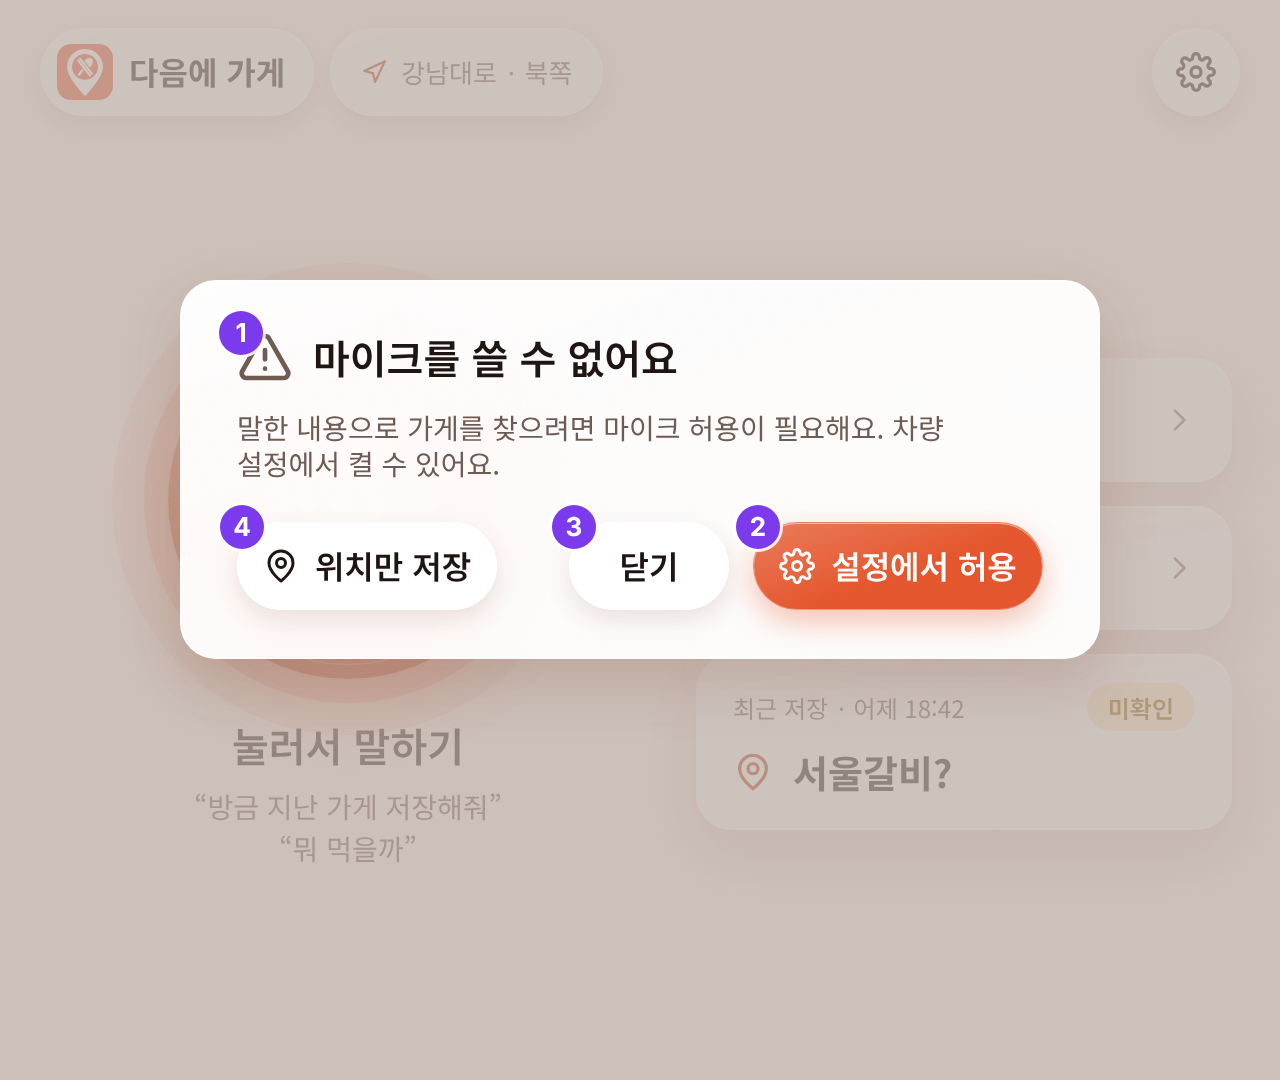 다음에 가게
강남대로 · 북쪽
1
마이크를 쓸 수 없어요
말한 내용으로 가게를 찾으려면 마이크 허용이 필요해요. 차량
설정에서 켤 수 있어요.
4
위치만 저장
3
닫기
2
설정에서 허용
눌러서 말하기
“방금 지난 가게 저장해줘”
“뭐 먹을까”
최근 저장 · 어제 18:42
미확인
서울갈비?